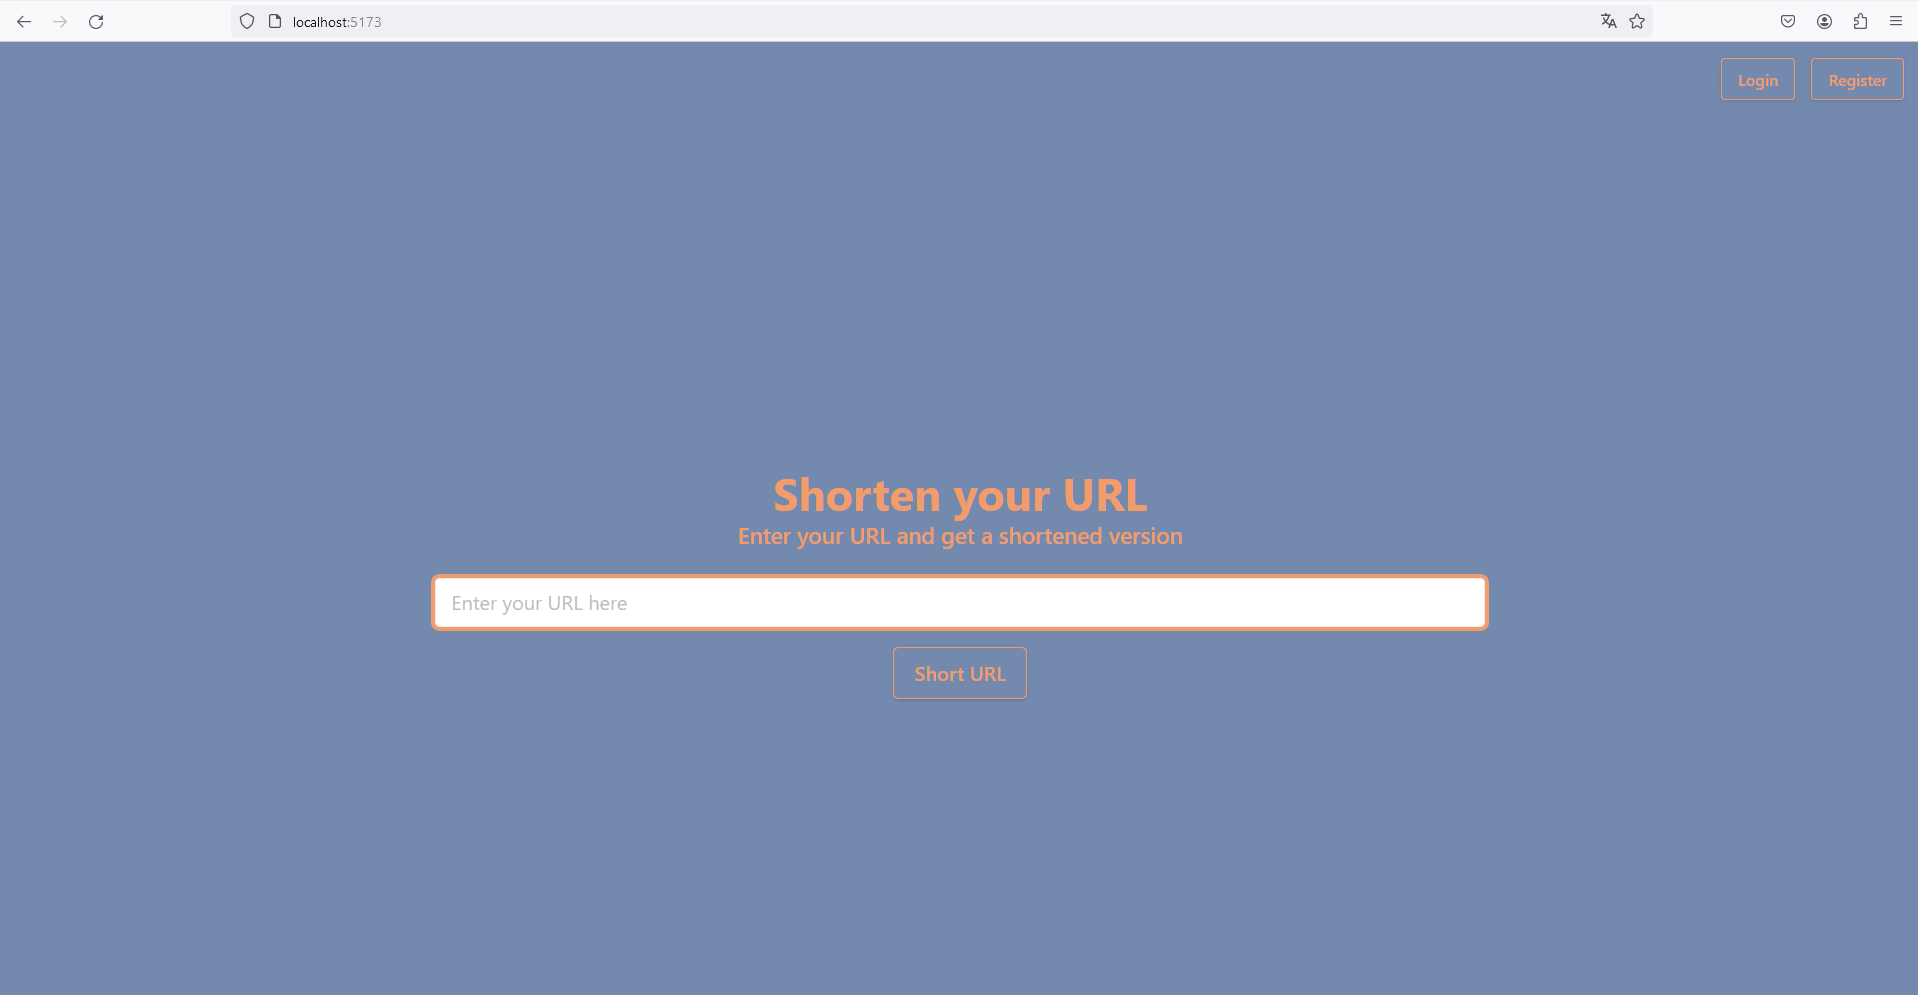 localhost:5173
Login Register
Shorten your URL
Enter your URL and get a shortened version
Enter your URL here
Short URL